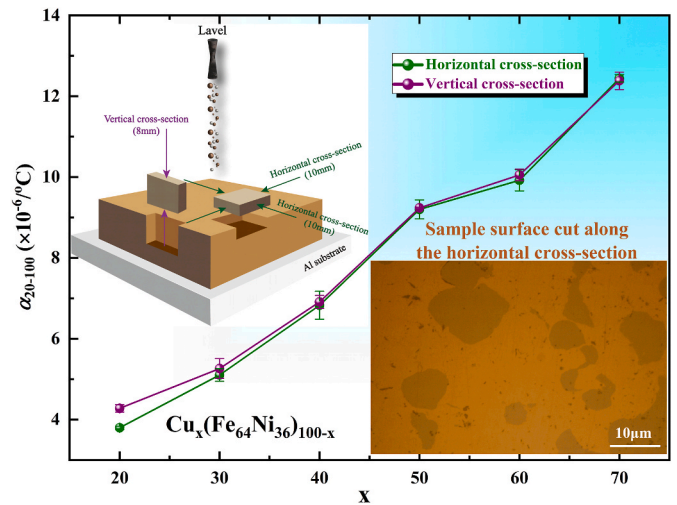 Lavel
Horizontal cross-section
Vertical cross-section
Vertical cross-section
(8mm)
Horizontal cross-section
(10mm)
Horizontal cross-section
(10mm)
Al substrate
Sample surface cut along
the horizontal cross-section
10μm
Cux(Fe64Ni36)100-x
α20-100 (×10-6/ºC)
14
12
10
8
6
4
20
30
40
50
60
70
x